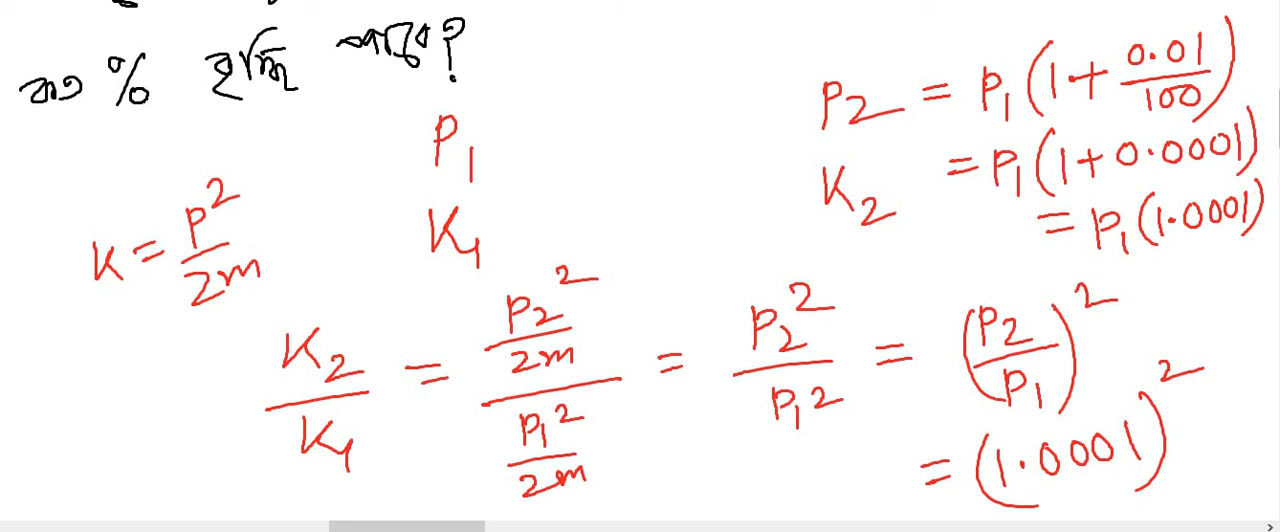 কত % বৃদ্ধি পাবে?
P₁
K₁
P₂ = P₁(1+0.01/100)
K₂ = P₁(1+0.0001)
= P₁(1.0001)
K = P²/2m
K₂/K₁ = (P₂²/2m)/(P₁²/2m) = P₂²/P₁² = (P₂/P₁)²
= (1.0001)²